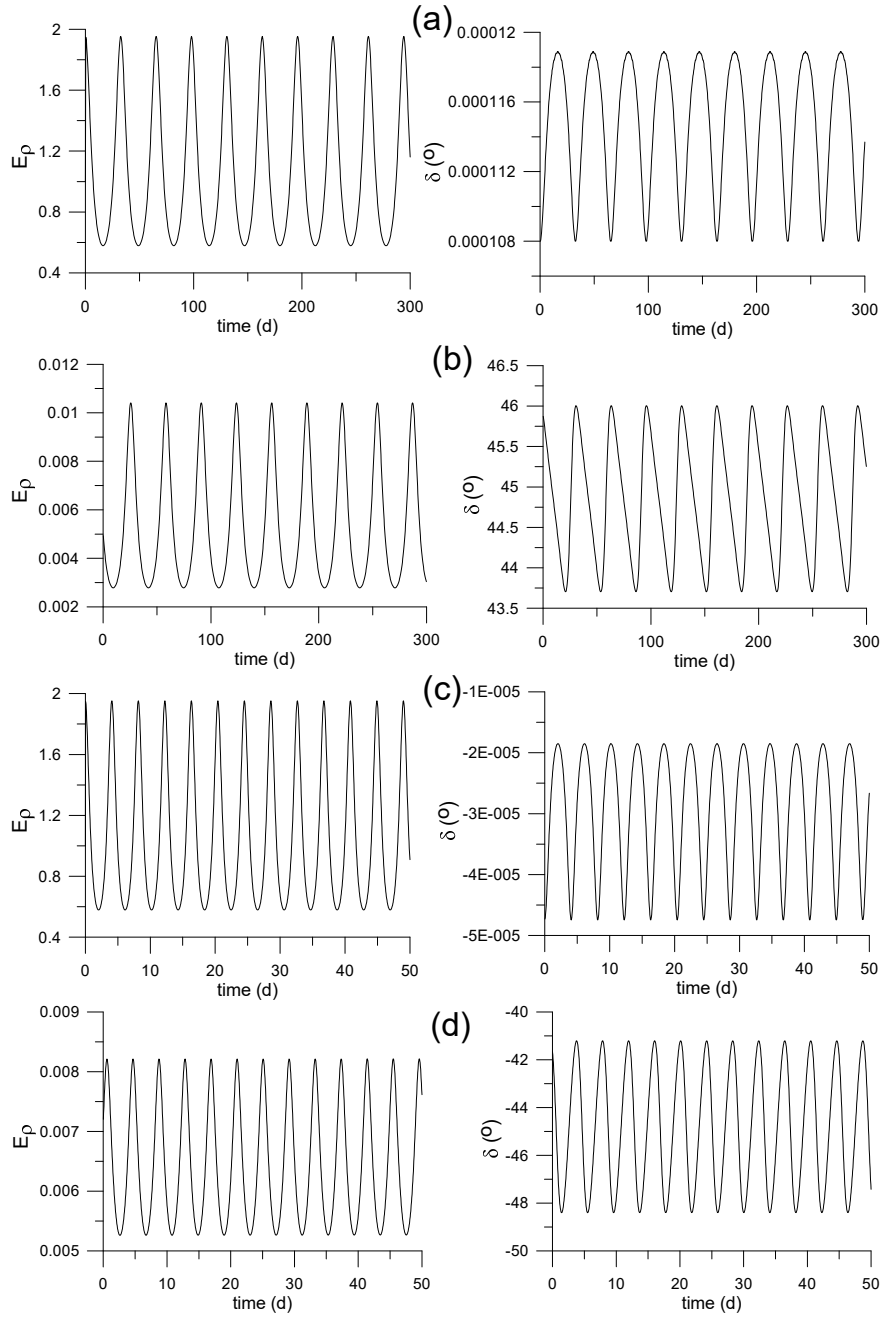 (a)
2
1.6
1.2
0.8
0.4
Eρ
0 100 200 300
time (d)
0.00012
0.000116
0.000112
0.000108
δ (º)
0 100 200 300
time (d)
(b)
0.012
0.01
0.008
0.006
0.004
0.002
Eρ
0 100 200 300
time (d)
46.5
46
45.5
45
44.5
44
43.5
δ (º)
0 100 200 300
time (d)
(c)
2
1.6
1.2
0.8
0.4
Eρ
0 10 20 30 40 50
time (d)
-1E-005
-2E-005
-3E-005
-4E-005
-5E-005
δ (º)
0 10 20 30 40 50
time (d)
(d)
0.009
0.008
0.007
0.006
0.005
Eρ
0 10 20 30 40 50
time (d)
-40
-42
-44
-46
-48
-50
δ (º)
0 10 20 30 40 50
time (d)